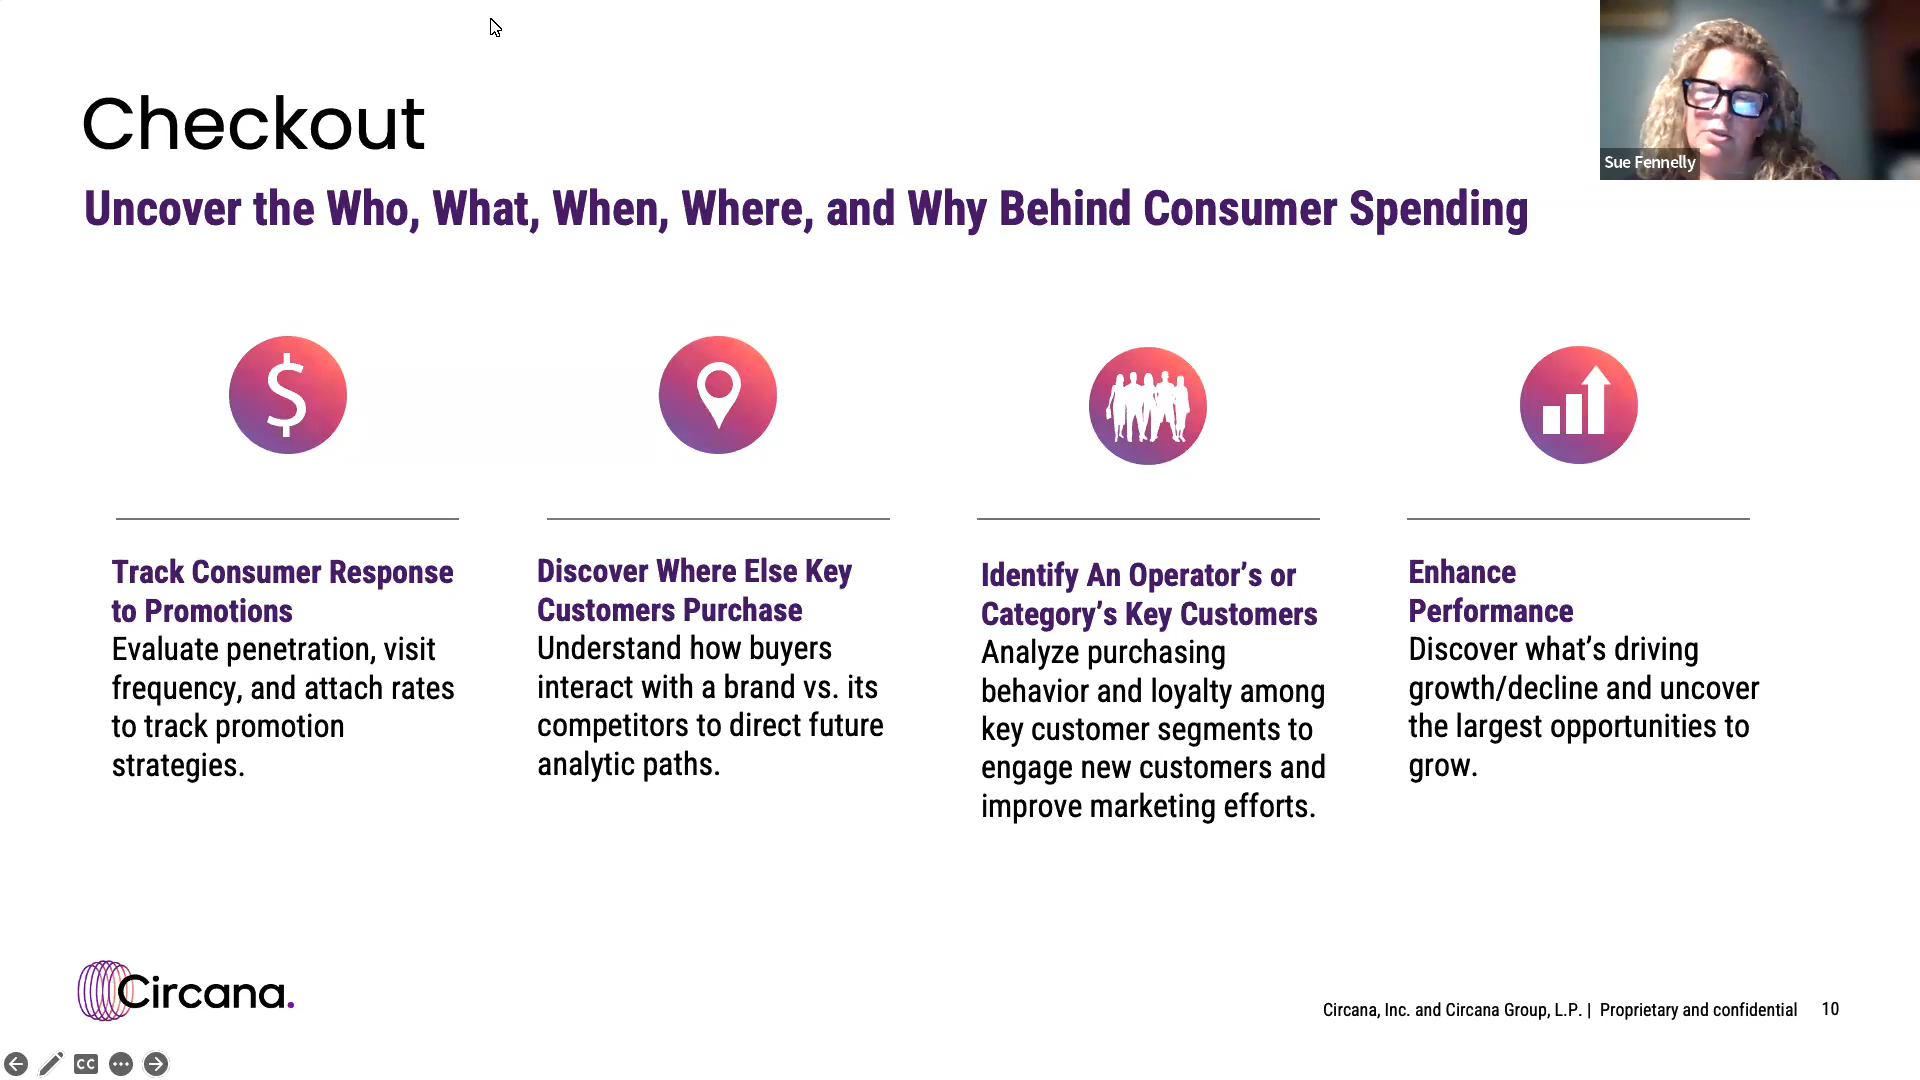 Checkout
Sue Fennelly
Uncover the Who, What, When, Where, and Why Behind Consumer Spending
$
Track Consumer Response
to Promotions
Evaluate penetration, visit
frequency, and attach rates
to track promotion
strategies.
Discover Where Else Key
Customers Purchase
Understand how buyers
interact with a brand vs. its
competitors to direct future
analytic paths.
Identify An Operator’s or
Category’s Key Customers
Analyze purchasing
behavior and loyalty among
key customer segments to
engage new customers and
improve marketing efforts.
Enhance
Performance
Discover what’s driving
growth/decline and uncover
the largest opportunities to
grow.
Circana.
Circana, Inc. and Circana Group, L.P. | Proprietary and confidential 10
CC